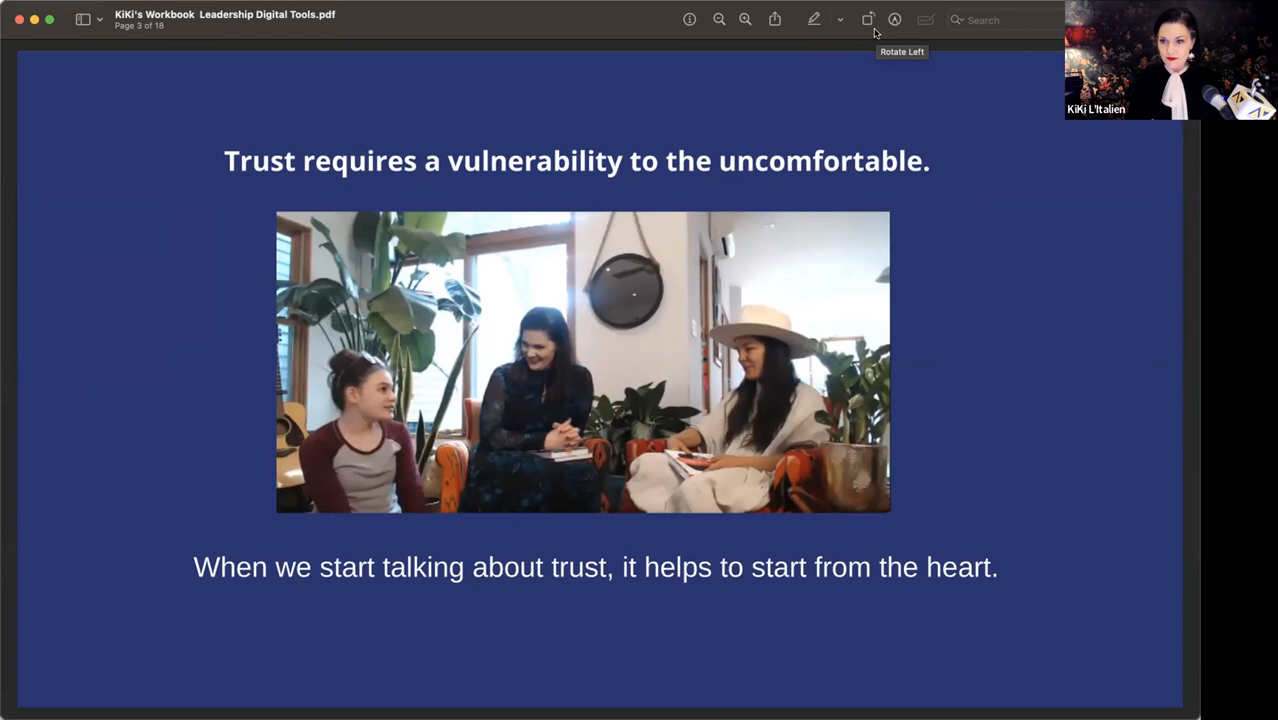 KiKi's Workbook  Leadership Digital Tools.pdf
Page 3 of 18
Search
Rotate Left
KiKi L'Italien
Trust requires a vulnerability to the uncomfortable.
When we start talking about trust, it helps to start from the heart.